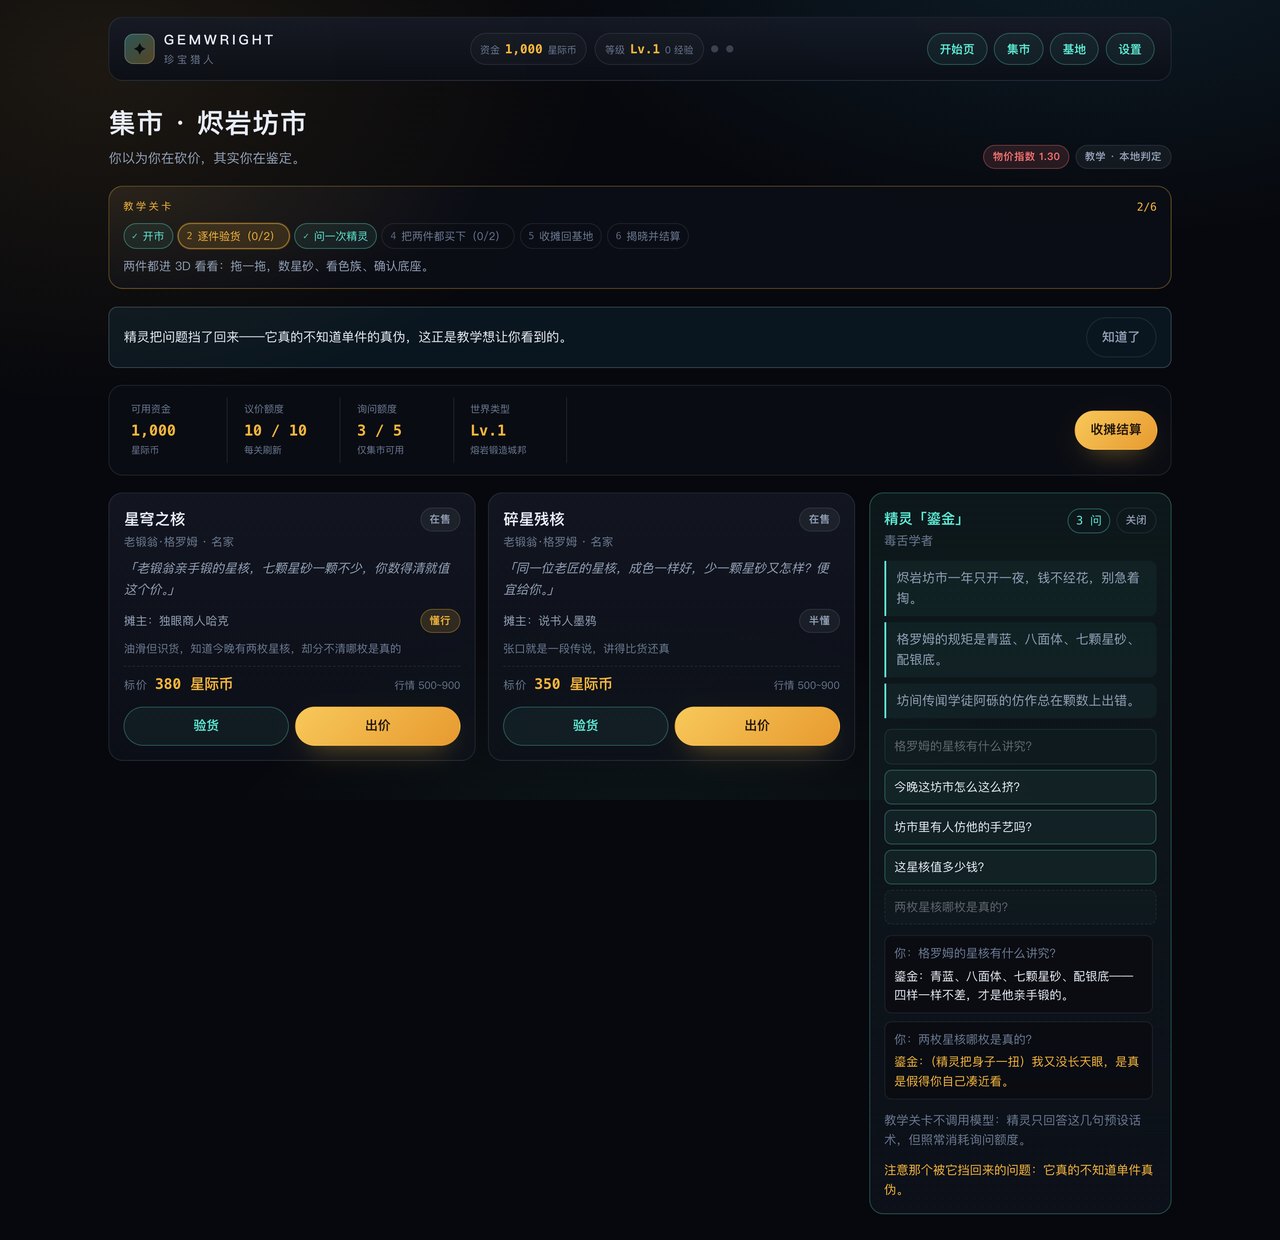 GEMWRIGHT
珍宝猎人
资金 1,000 星际币
等级 Lv.1 0 经验
开始页
集市
基地
设置
集市 · 烬岩坊市
你以为你在砍价，其实你在鉴定。
物价指数 1.30
教学 · 本地判定
教学关卡
2/6
✓ 开市
2 逐件验货（0/2）
✓ 问一次精灵
4 把两件都买下（0/2）
5 收摊回基地
6 揭晓并结算
两件都进 3D 看看：拖一拖，数星砂、看色族、确认底座。
精灵把问题挡了回来——它真的不知道单件的真伪，这正是教学想让你看到的。
知道了
可用资金
1,000
星际币
议价额度
10 / 10
每关刷新
询问额度
3 / 5
仅集市可用
世界类型
Lv.1
熔岩锻造城邦
收摊结算
星穹之核
在售
老锻翁·格罗姆 · 名家
「老锻翁亲手锻的星核，七颗星砂一颗不少，你数得清就值
这个价。」
摊主：独眼商人哈克
懂行
油滑但识货，知道今晚有两枚星核，却分不清哪枚是真的
标价 380 星际币
行情 500~900
验货
出价
碎星残核
在售
老锻翁·格罗姆 · 名家
「同一位老匠的星核，成色一样好，少一颗星砂又怎样？便
宜给你。」
摊主：说书人墨鸦
半懂
张口就是一段传说，讲得比货还真
标价 350 星际币
行情 500~900
验货
出价
精灵「鎏金」
3 问
关闭
毒舌学者
烬岩坊市一年只开一夜，钱不经花，别急着
掏。
格罗姆的规矩是青蓝、八面体、七颗星砂、
配银底。
坊间传闻学徒阿砾的仿作总在颗数上出错。
格罗姆的星核有什么讲究？
今晚这坊市怎么这么挤？
坊市里有人仿他的手艺吗？
这星核值多少钱？
两枚星核哪枚是真的？
你：格罗姆的星核有什么讲究？
鎏金：青蓝、八面体、七颗星砂、配银底——
四样一样不差，才是他亲手锻的。
你：两枚星核哪枚是真的？
鎏金：（精灵把身子一扭）我又没长天眼，是真
是假得你自己凑近看。
教学关卡不调用模型：精灵只回答这几句预设话
术，但照常消耗询问额度。
注意那个被它挡回来的问题：它真的不知道单件真
伪。